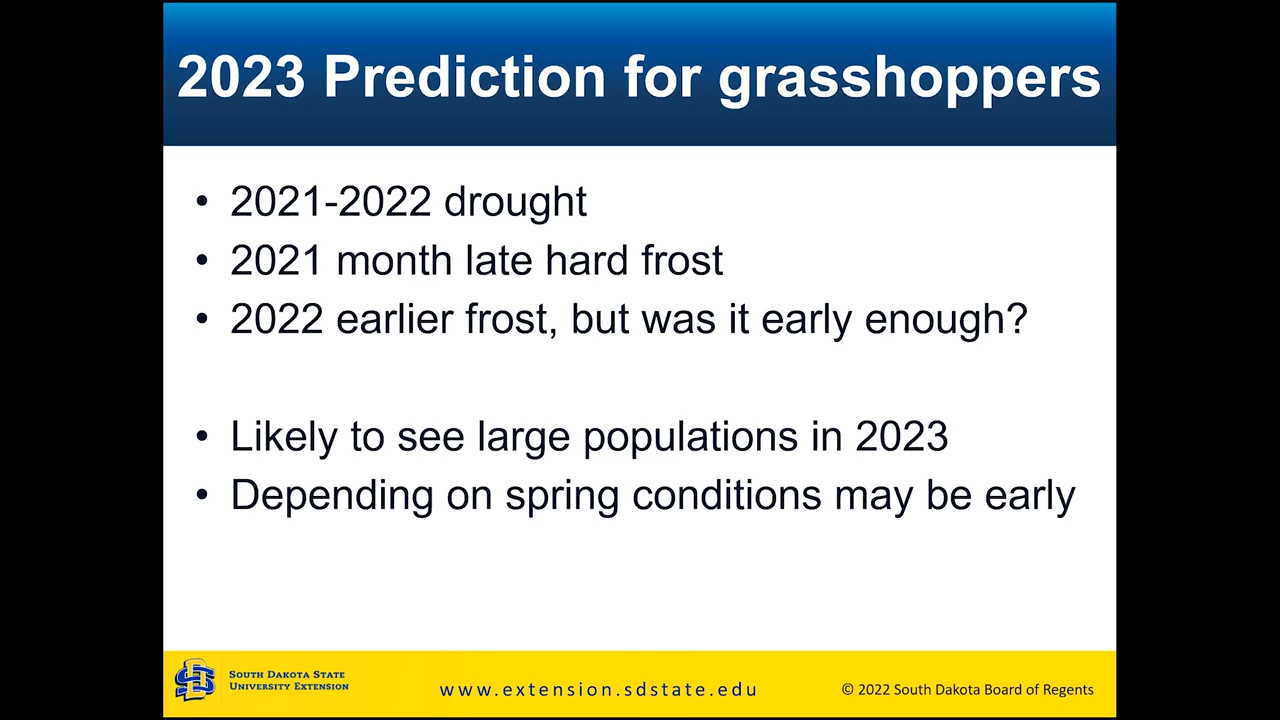 2023 Prediction for grasshoppers
• 2021-2022 drought
• 2021 month late hard frost
• 2022 earlier frost, but was it early enough?
• Likely to see large populations in 2023
• Depending on spring conditions may be early
SOUTH DAKOTA STATE
UNIVERSITY EXTENSION
www.extension.sdstate.edu
© 2022 South Dakota Board of Regents